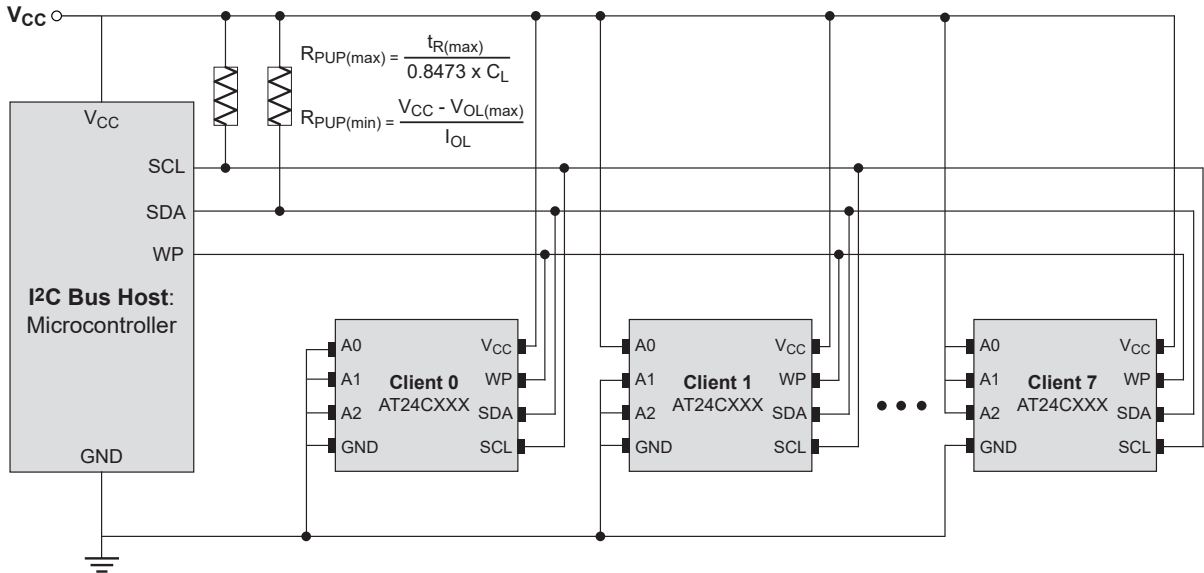 VCC
RPUP(max) = tR(max) / 0.8473 x CL
RPUP(min) = VCC - VOL(max) / IOL
VCC
SCL
SDA
WP
I2C Bus Host:
Microcontroller
GND
A0
A1
A2
GND
Client 0
AT24CXXX
VCC
WP
SDA
SCL
A0
A1
A2
GND
Client 1
AT24CXXX
VCC
WP
SDA
SCL
A0
A1
A2
GND
Client 7
AT24CXXX
VCC
WP
SDA
SCL